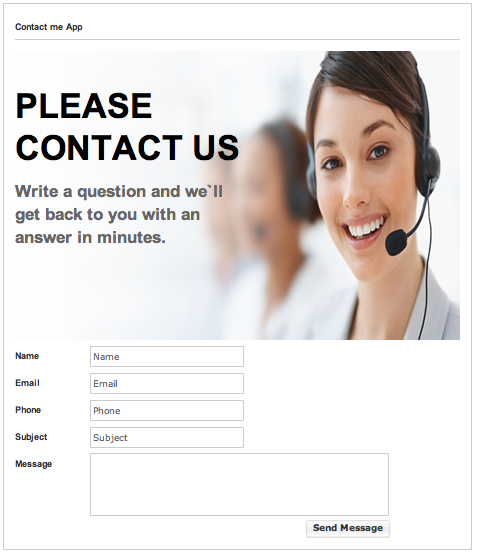 Contact me App
PLEASE
CONTACT US
Write a question and we`ll
get back to you with an
answer in minutes.
Name Name
Email Email
Phone Phone
Subject Subject
Message
Send Message